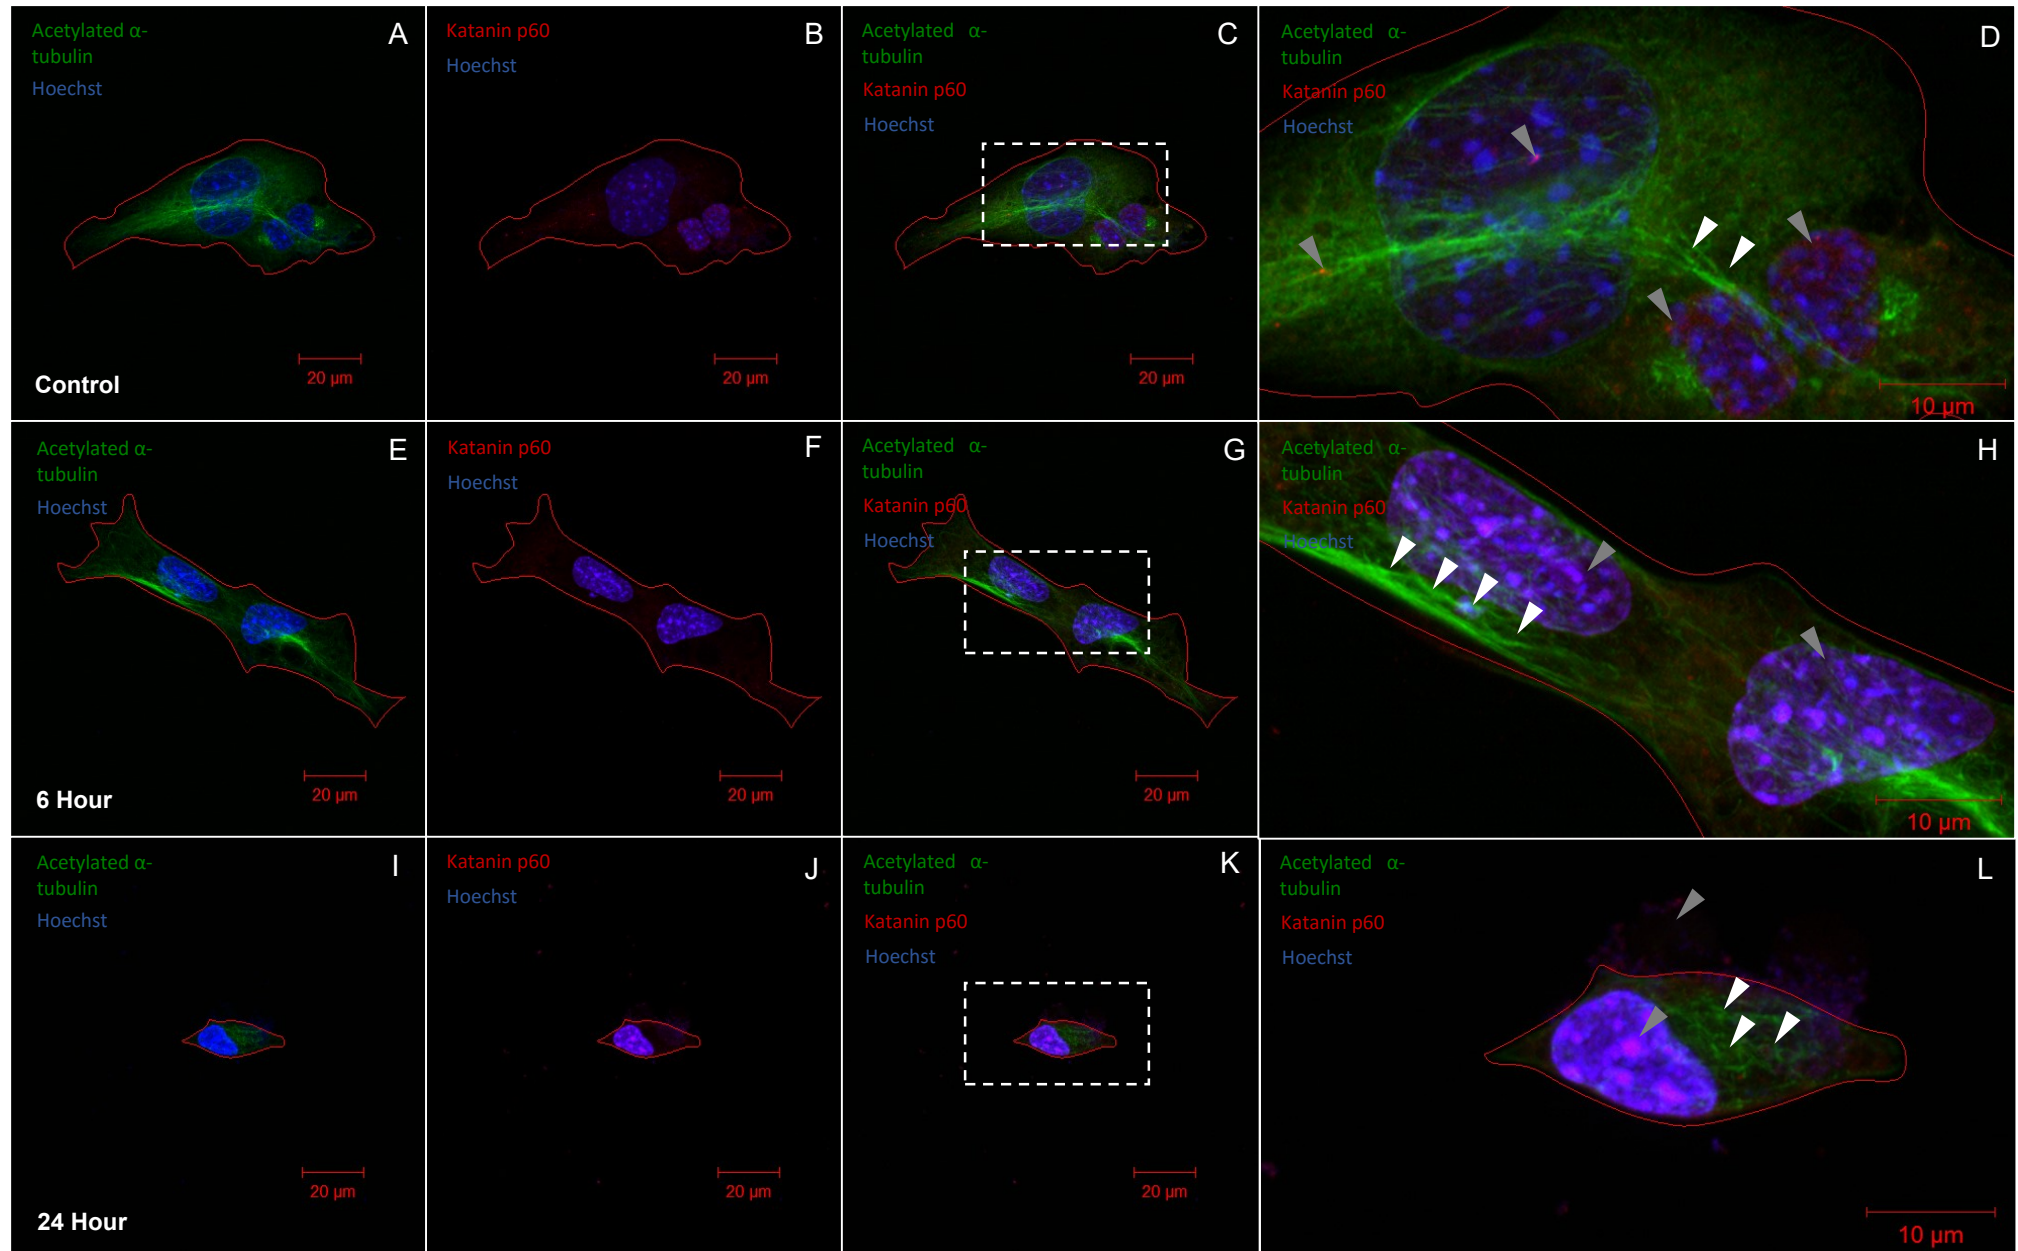 Acetylated α-
tubulin
Hoechst
A
20 µm
Control
Katanin p60
Hoechst
B
20 µm
Acetylated α-
tubulin
Katanin p60
Hoechst
C
20 µm
Acetylated α-
tubulin
Katanin p60
Hoechst
D
10 µm
Acetylated α-
tubulin
Hoechst
E
20 µm
6 Hour
Katanin p60
Hoechst
F
20 µm
Acetylated α-
tubulin
Katanin p60
Hoechst
G
20 µm
Acetylated α-
tubulin
Katanin p60
Hoechst
H
10 µm
Acetylated α-
tubulin
Hoechst
I
20 µm
24 Hour
Katanin p60
Hoechst
J
20 µm
Acetylated α-
tubulin
Katanin p60
Hoechst
K
20 µm
Acetylated α-
tubulin
Katanin p60
Hoechst
L
10 µm